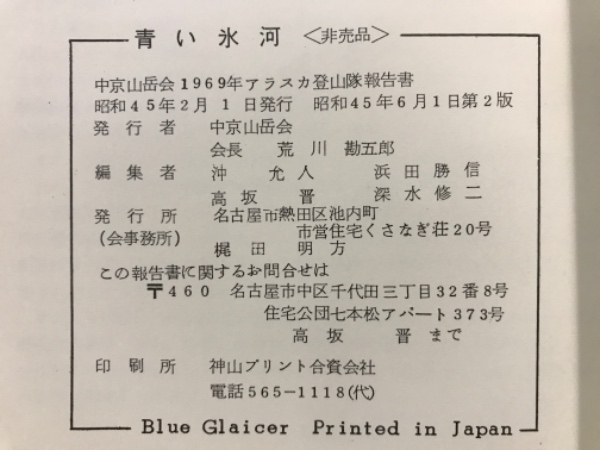 青い氷河 <非売品>
中京山岳会1969年アラスカ登山隊報告書
昭和45年2月1日発行 昭和45年6月1日第2版
発行者 中京山岳会
会長 荒川勘五郎
編集者 沖允人 浜田勝信
高坂晋 深水修二
発行所 名古屋市熱田区池内町
(会事務所) 市営住宅くさなぎ荘20号
梶田明方
この報告書に関するお問合せは
〒460 名古屋市中区千代田三丁目32番8号
住宅公団七本松アパート373号
高坂晋まで
印刷所 神山プリント合資会社
電話565-1118(代)
Blue Glaicer Printed in Japan